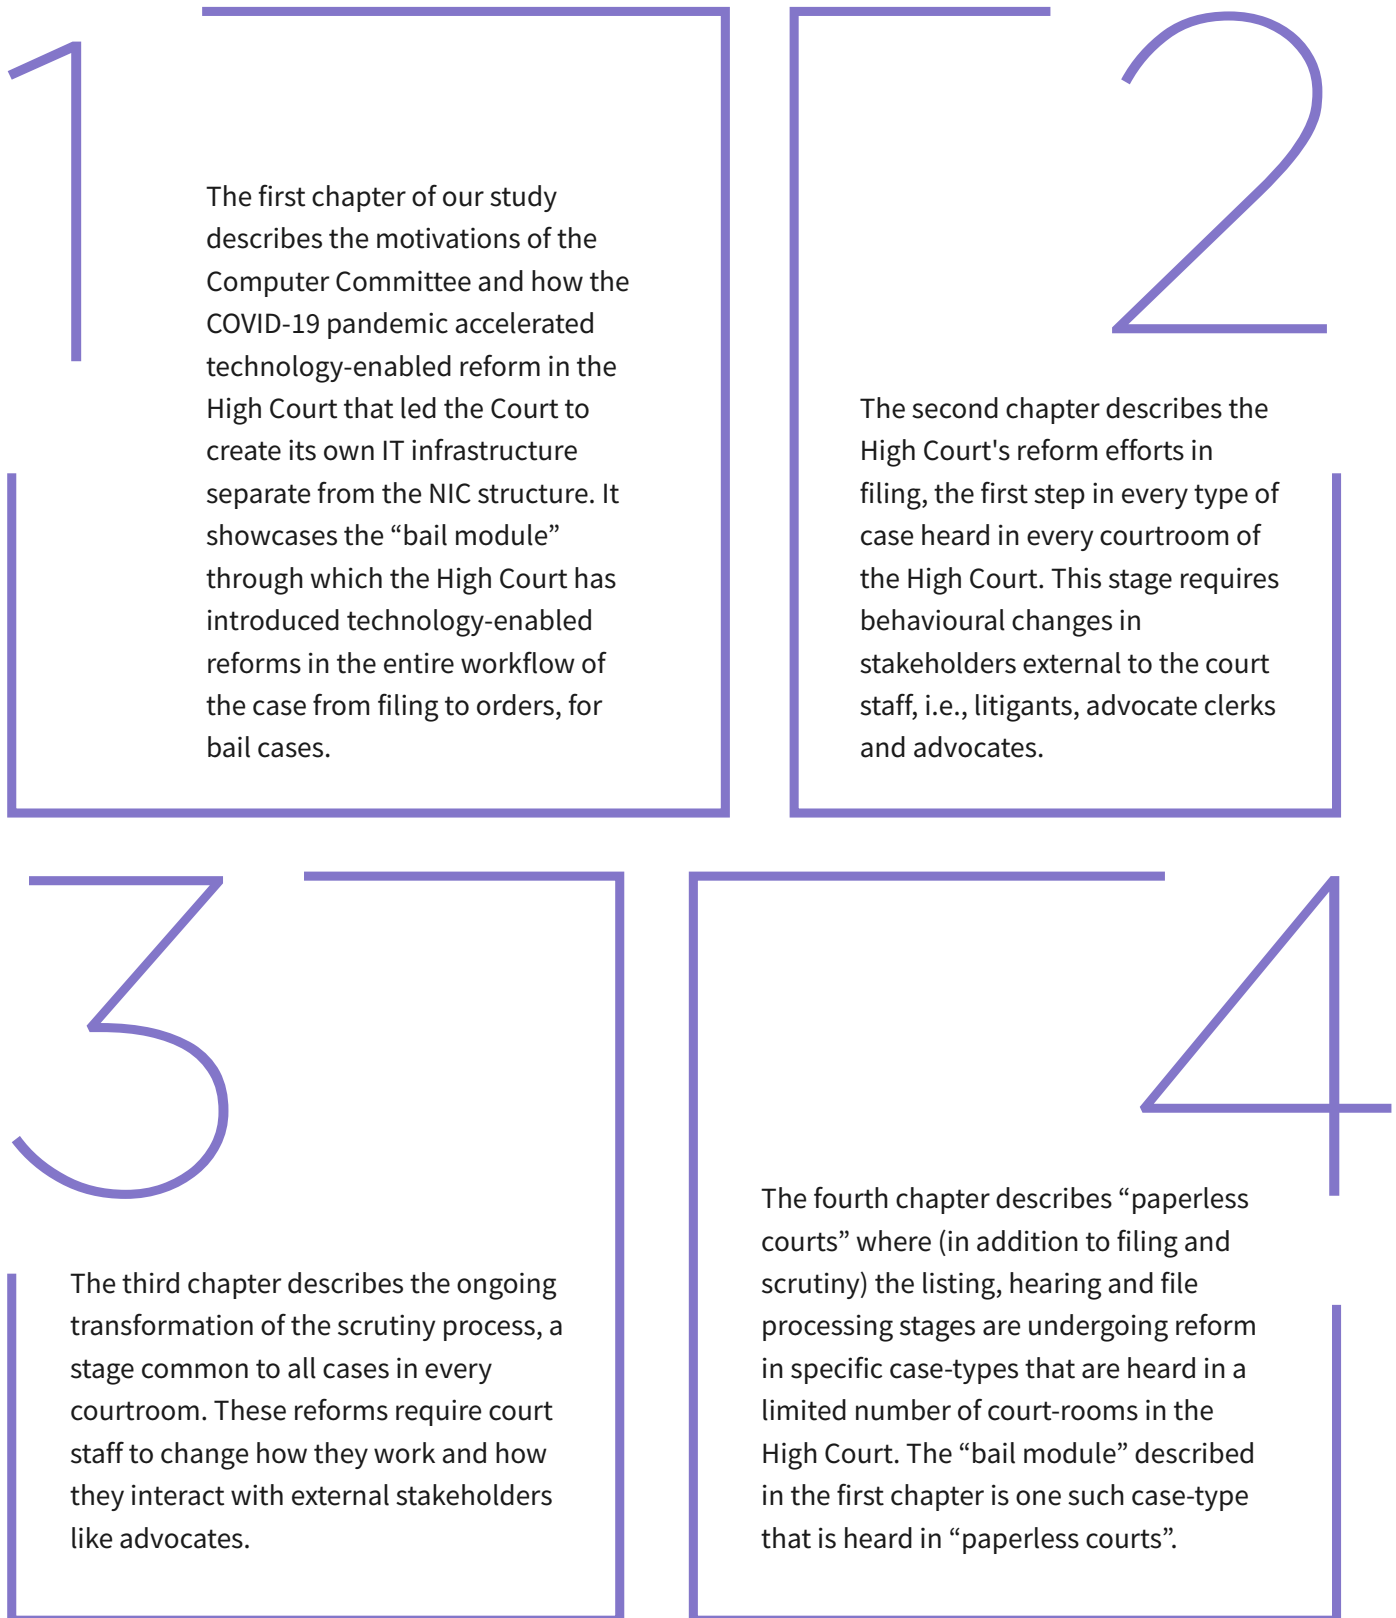 1
The first chapter of our study
describes the motivations of the
Computer Committee and how the
COVID-19 pandemic accelerated
technology-enabled reform in the
High Court that led the Court to
create its own IT infrastructure
separate from the NIC structure. It
showcases the “bail module”
through which the High Court has
introduced technology-enabled
reforms in the entire workflow of
the case from filing to orders, for
bail cases.
2
The second chapter describes the
High Court's reform efforts in
filing, the first step in every type of
case heard in every courtroom of
the High Court. This stage requires
behavioural changes in
stakeholders external to the court
staff, i.e., litigants, advocate clerks
and advocates.
3
The third chapter describes the ongoing
transformation of the scrutiny process, a
stage common to all cases in every
courtroom. These reforms require court
staff to change how they work and how
they interact with external stakeholders
like advocates.
4
The fourth chapter describes “paperless
courts” where (in addition to filing and
scrutiny) the listing, hearing and file
processing stages are undergoing reform
in specific case-types that are heard in a
limited number of court-rooms in the
High Court. The “bail module” described
in the first chapter is one such case-type
that is heard in “paperless courts”.